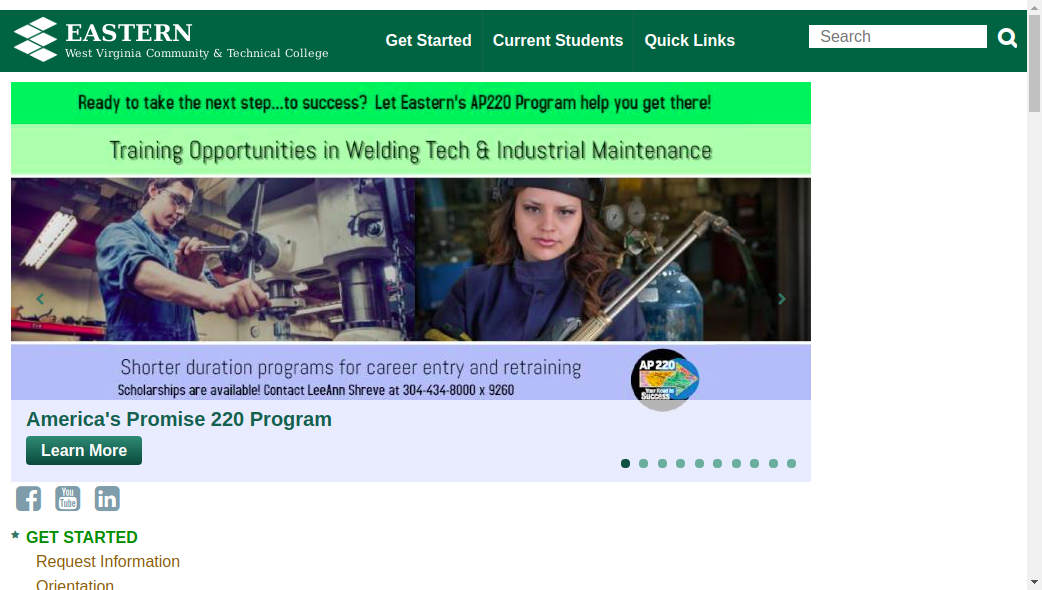 EASTERN
West Virginia Community & Technical College
Get Started
Current Students
Quick Links
Search
Ready to take the next step...to success? Let Eastern's AP220 Program help you get there!
Training Opportunities in Welding Tech & Industrial Maintenance
Shorter duration programs for career entry and retraining
Scholarships are available! Contact LeeAnn Shreve at 304-434-8000 x 9260
AP 220
Your Road to
Success
America's Promise 220 Program
Learn More
You
Tube
in
GET STARTED
Request Information
Orientation